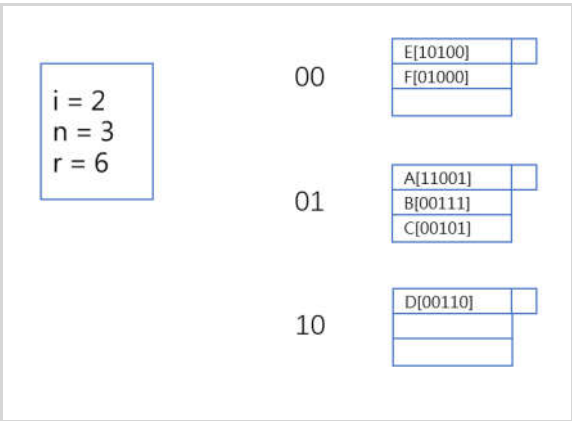 i = 2
n = 3
r = 6
00
E[10100]
F[01000]
01
A[11001]
B[00111]
C[00101]
10
D[00110]